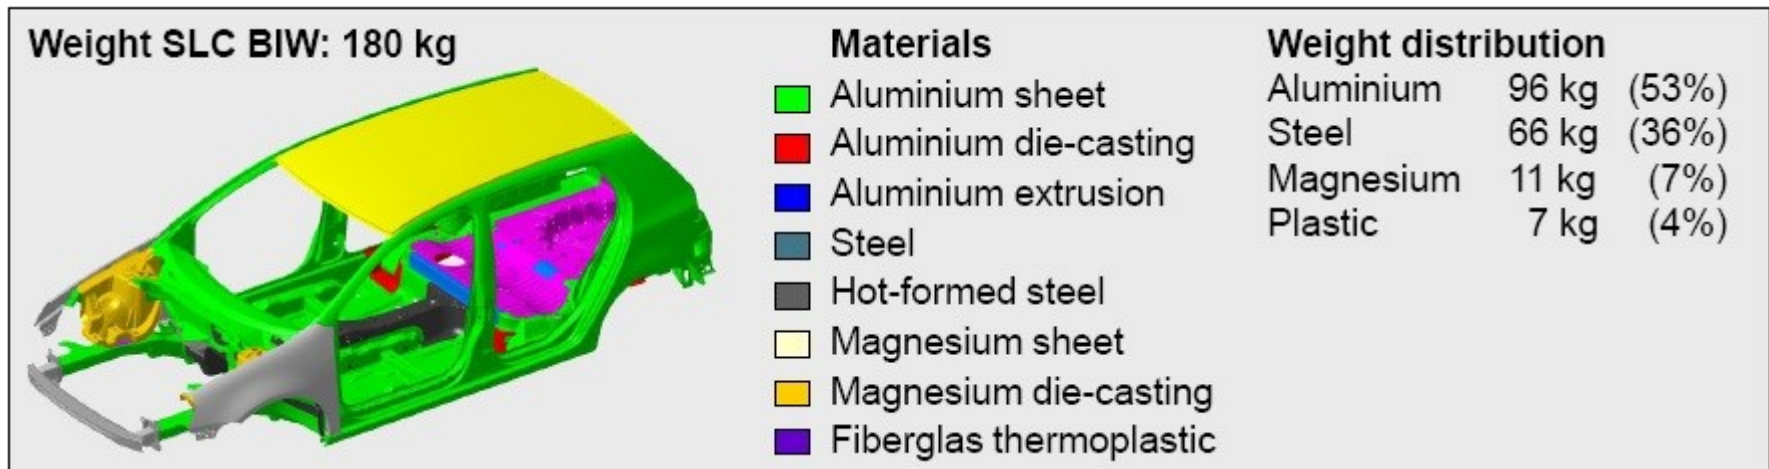 Weight SLC BIW: 180 kg
Materials
Aluminium sheet
Aluminium die-casting
Aluminium extrusion
Steel
Hot-formed steel
Magnesium sheet
Magnesium die-casting
Fiberglas thermoplastic
Weight distribution
Aluminium 96 kg (53%)
Steel 66 kg (36%)
Magnesium 11 kg (7%)
Plastic 7 kg (4%)